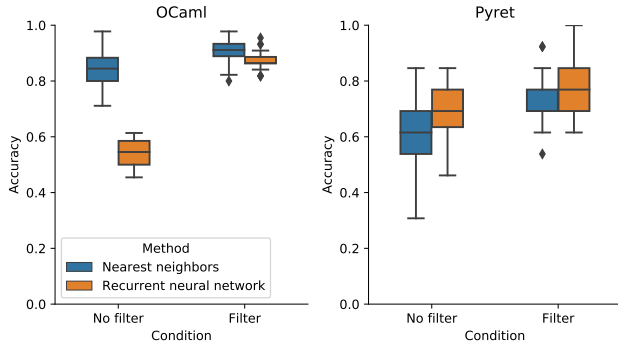 OCaml
1.0
0.8
0.6
0.4
0.2
0.0
Accuracy
Method
Nearest neighbors
Recurrent neural network
No filter
Filter
Condition
Pyret
1.0
0.8
0.6
0.4
0.2
0.0
Accuracy
No filter
Filter
Condition